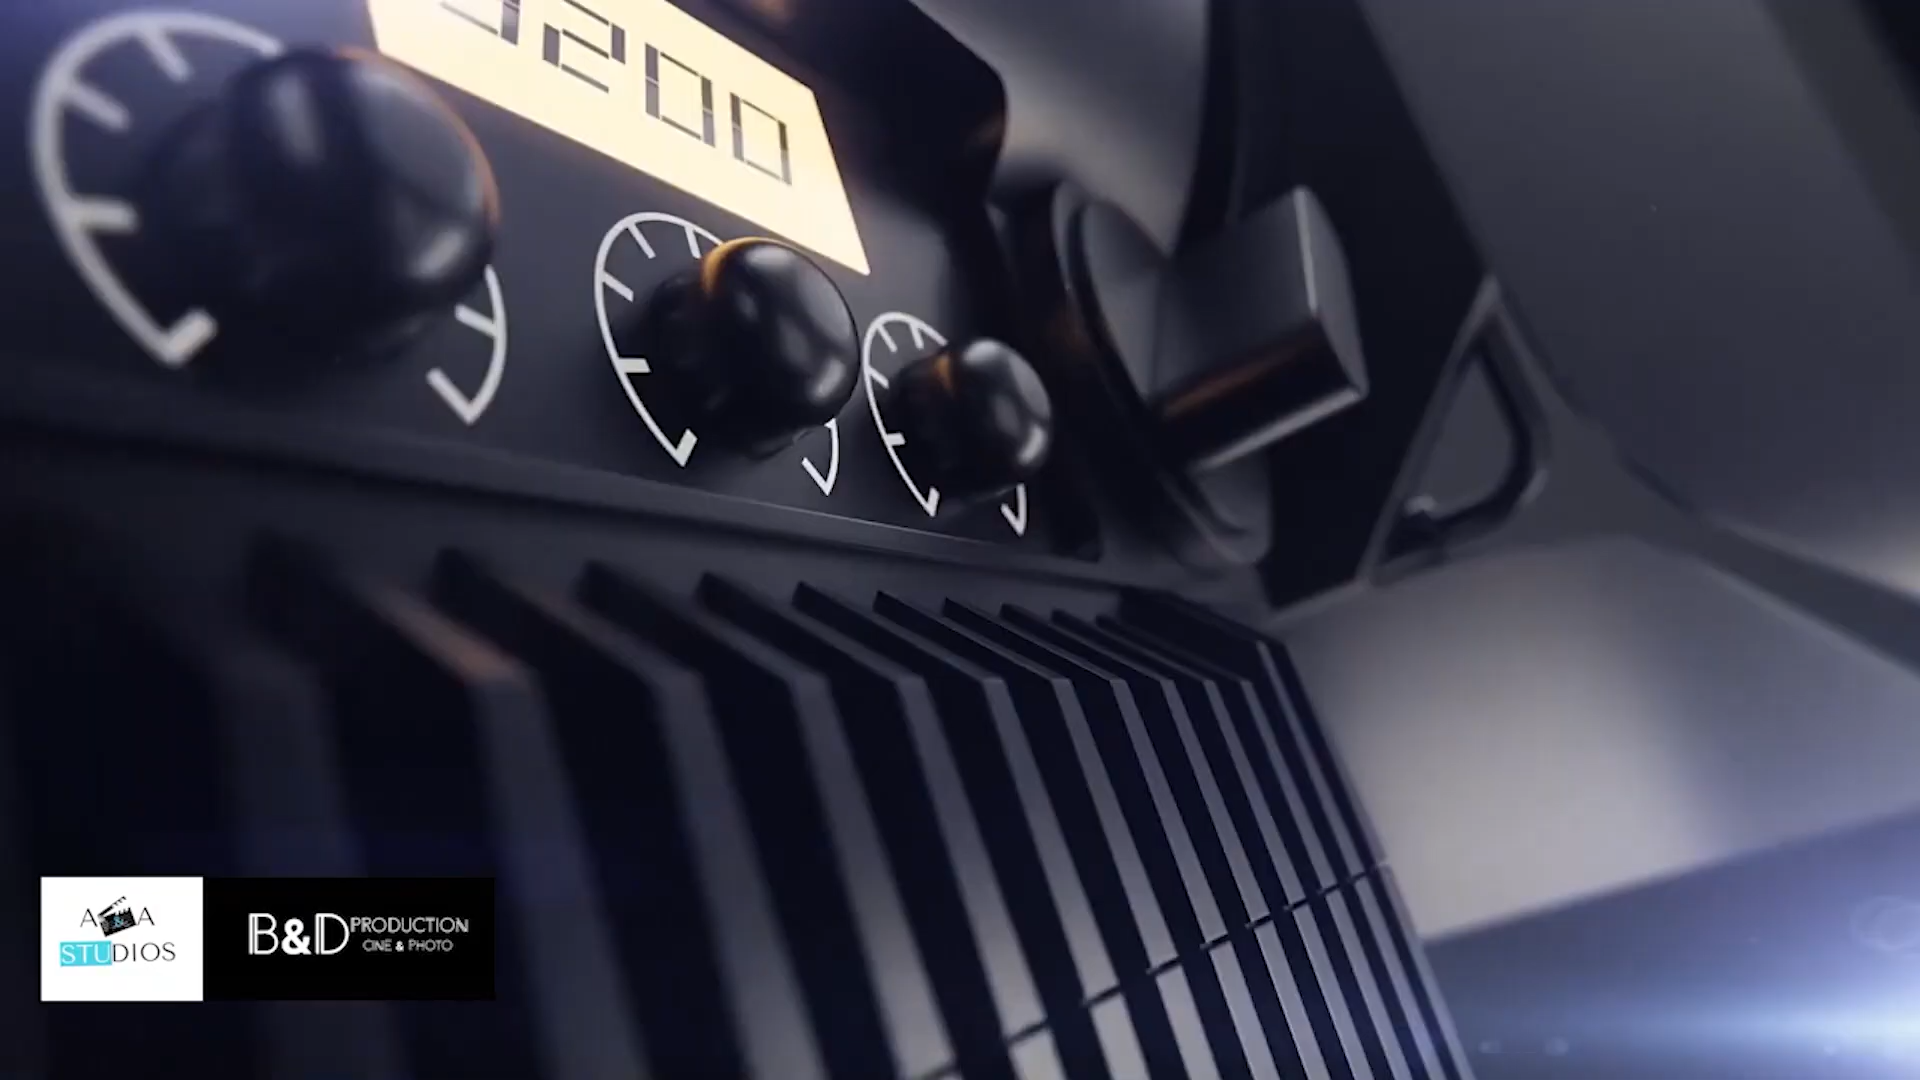 3200
A&A
STUDIOS
B&D PRODUCTION
CINE & PHOTO